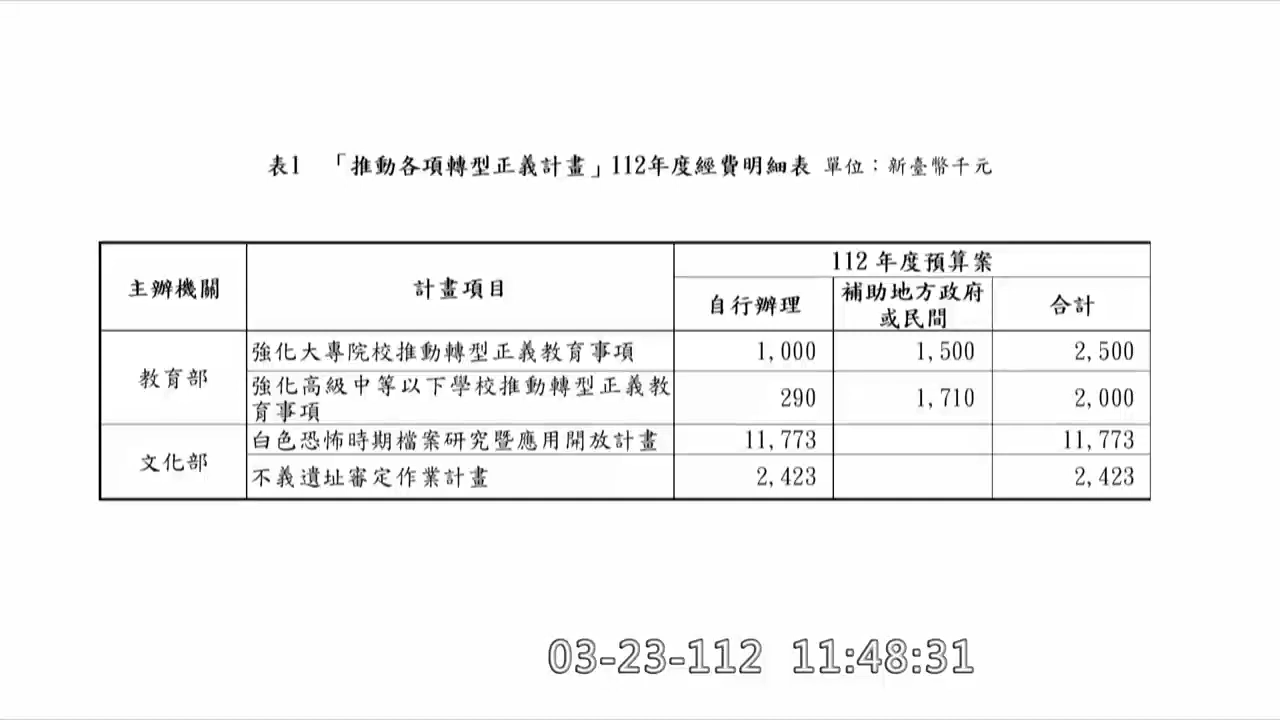 表1 「推動各項轉型正義計畫」112年度經費明細表 單位：新臺幣千元
主辦機關 計畫項目 112年度預算案
自行辦理 補助地方政府或民間 合計
教育部 強化大專院校推動轉型正義教育事項 1,000 1,500 2,500
強化高級中等以下學校推動轉型正義教
育事項 290 1,710 2,000
文化部 白色恐怖時期檔案研究暨應用開放計畫 11,773 11,773
不義遺址審定作業計畫 2,423 2,423
03-23-112 11:48:31